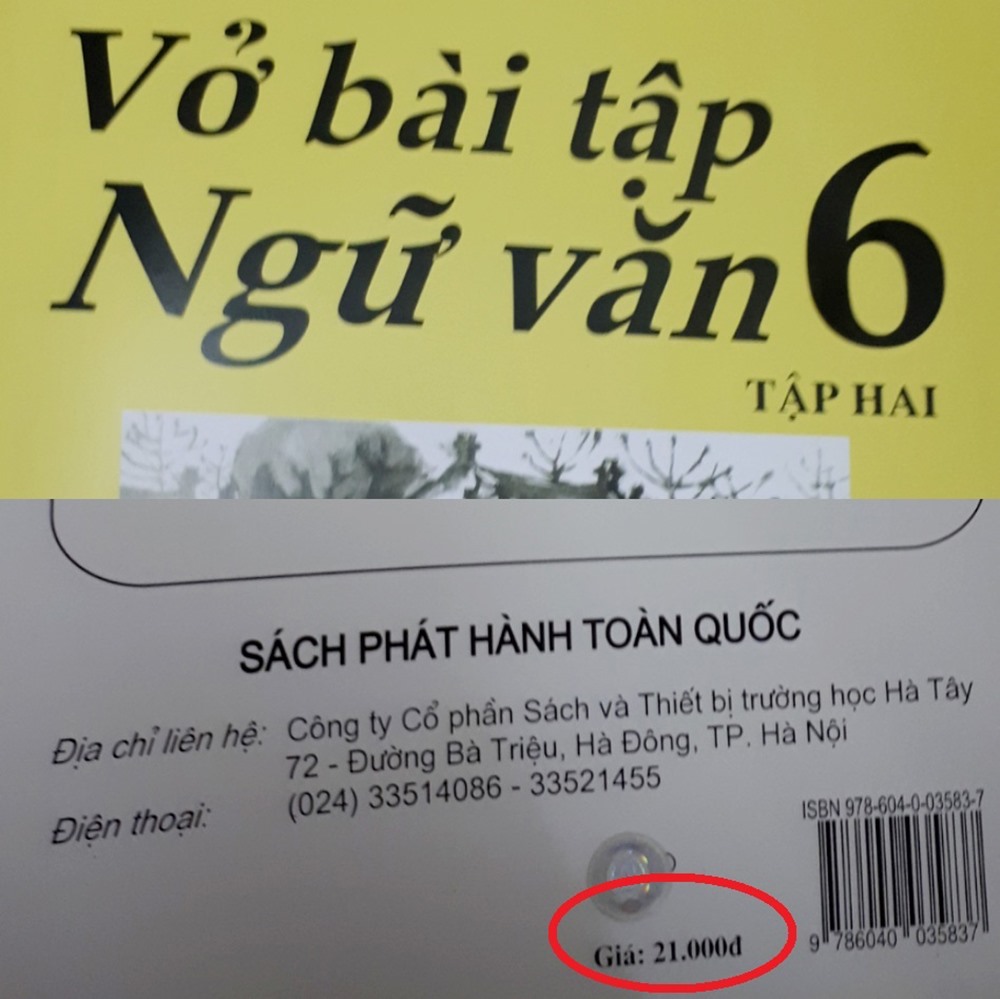 Vở bài tập
Ngữ văn 6
TẬP HAI
SÁCH PHÁT HÀNH TOÀN QUỐC
Địa chỉ liên hệ: Công ty Cổ phần Sách và Thiết bị trường học Hà Tây
72 - Đường Bà Triệu, Hà Đông, TP. Hà Nội
Điện thoại: (024) 33514086 - 33521455
ISBN 978-604-0-03583-7
9 786040 035837
Giá: 21.000đ